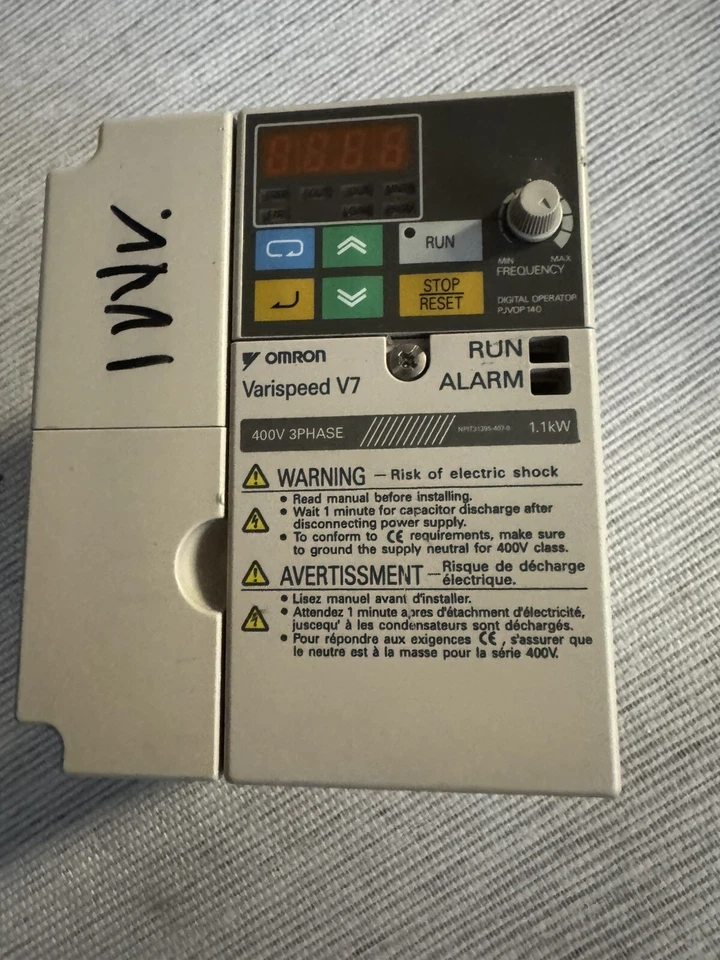 INV.
RUN
STOP
RESET
MIN
MAX
FREQUENCY
DIGITAL OPERATOR
PJVOP 140
OMRON
Varispeed V7
RUN
ALARM
400V 3PHASE
1.1kW
WARNING – Risk of electric shock
• Read manual before installing.
• Wait 1 minute for capacitor discharge after
disconnecting power supply.
• To conform to CE requirements, make sure
to ground the supply neutral for 400V class.
AVERTISSMENT – Risque de décharge
électrique.
• Lisez manuel avant d'installer.
• Attendez 1 minute apres d'étachment d'électricité,
juscequ' à les condensateurs sont déchargés.
• Pour répondre aux exigences CE, s'assurer que
le neutre est à la masse pour la série 400V.